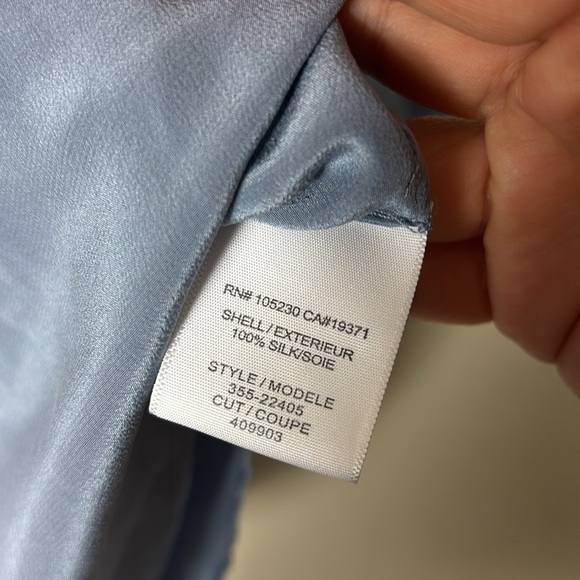 RN# 105230 CA#19371
SHELL/EXTERIEUR
100% SILK/SOIE
STYLE/MODELE
355-22405
CUT/COUPE
409903